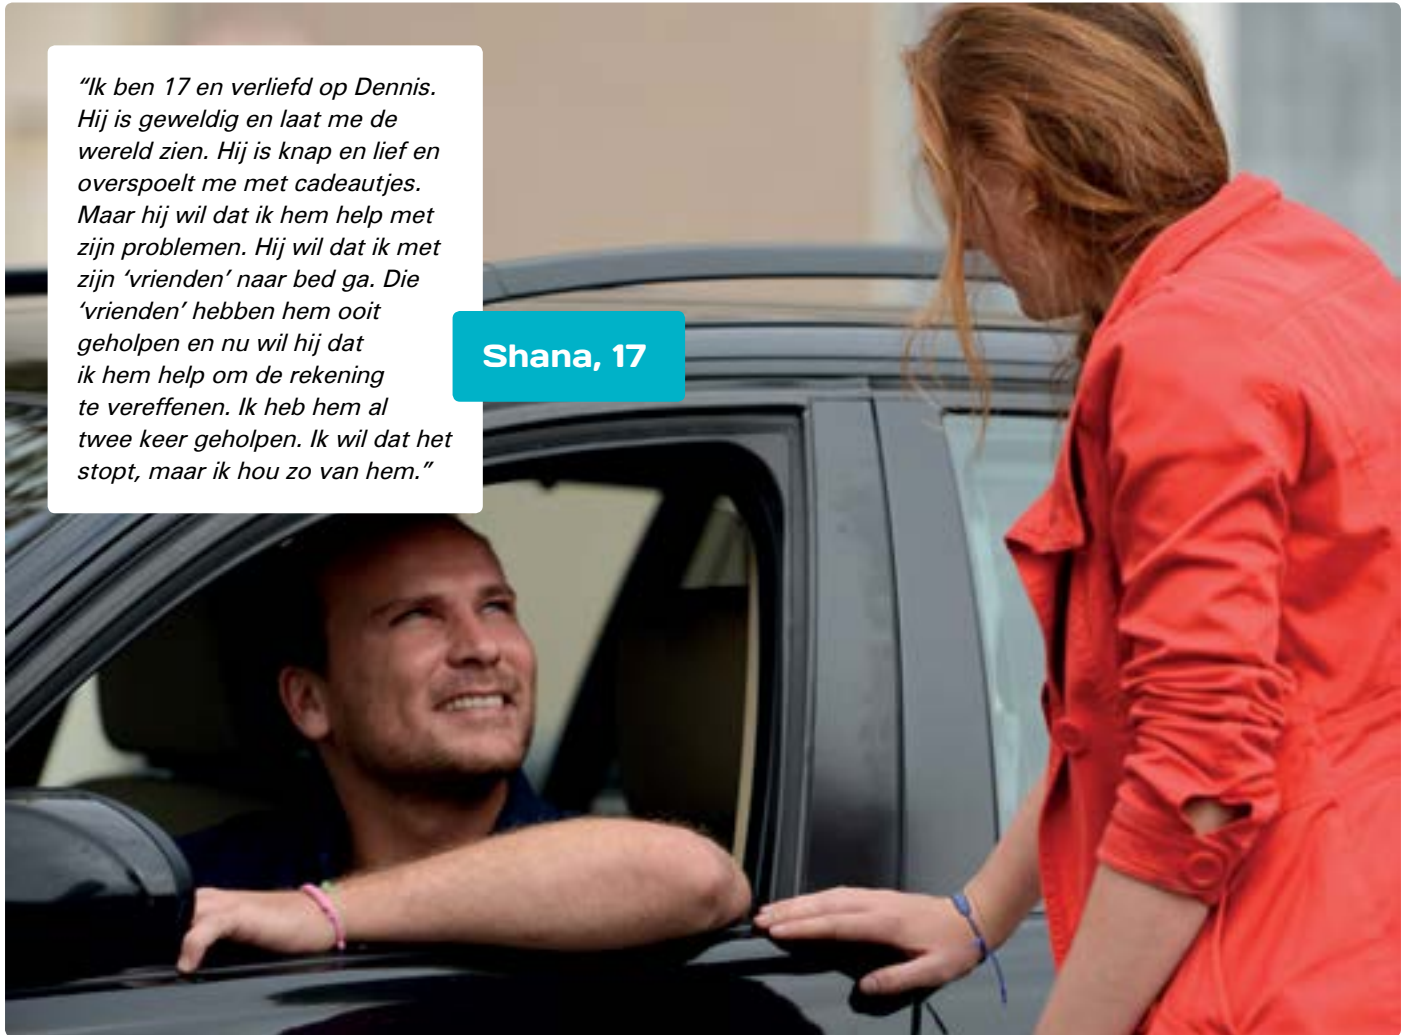 “Ik ben 17 en verliefd op Dennis.
Hij is geweldig en laat me de
wereld zien. Hij is knap en lief en
overspoelt me met cadeautjes.
Maar hij wil dat ik hem help met
zijn problemen. Hij wil dat ik met
zijn ‘vrienden’ naar bed ga. Die
‘vrienden’ hebben hem ooit
geholpen en nu wil hij dat
ik hem help om de rekening
te vereffenen. Ik heb hem al
twee keer geholpen. Ik wil dat het
stopt, maar ik hou zo van hem.”
Shana, 17